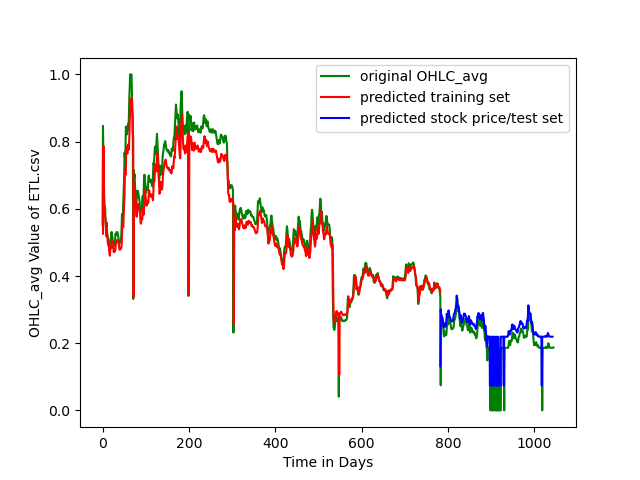 original OHLC_avg
predicted training set
predicted stock price/test set
1.0
0.8
0.6
0.4
0.2
0.0
OHLC_avg Value of ETL.csv
0 200 400 600 800 1000
Time in Days